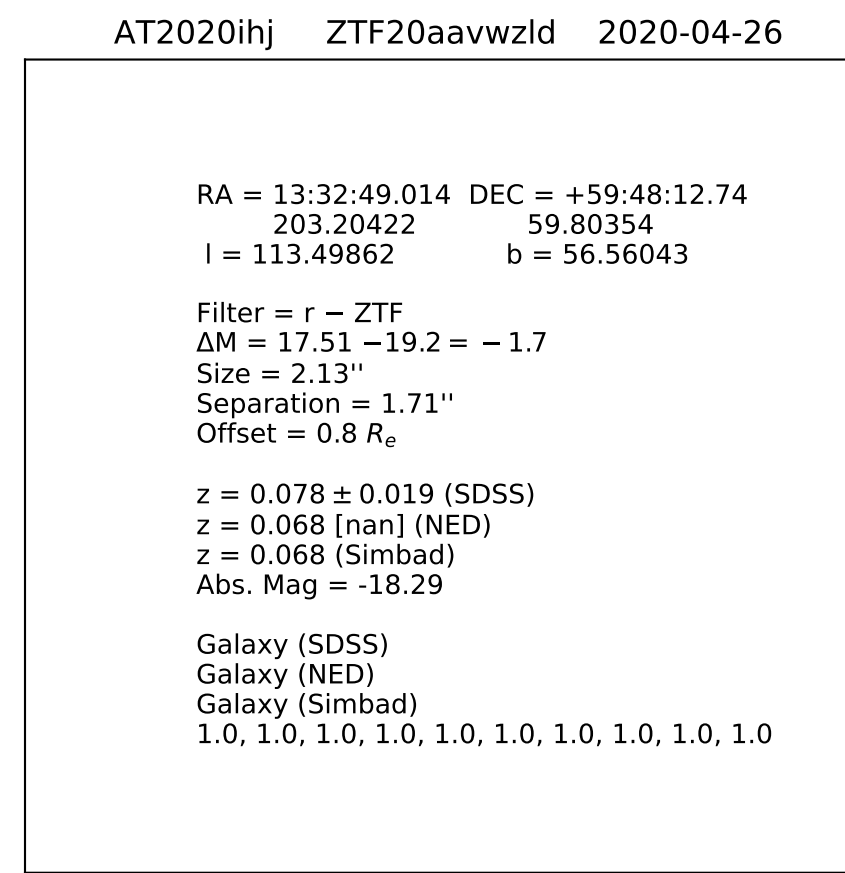 AT2020ihj ZTF20aavwzld 2020-04-26
RA = 13:32:49.014 DEC = +59:48:12.74
203.20422 59.80354
l = 113.49862 b = 56.56043
Filter = r − ZTF
ΔM = 17.51 −19.2 = − 1.7
Size = 2.13''
Separation = 1.71''
Offset = 0.8 Re
z = 0.078 ± 0.019 (SDSS)
z = 0.068 [nan] (NED)
z = 0.068 (Simbad)
Abs. Mag = -18.29
Galaxy (SDSS)
Galaxy (NED)
Galaxy (Simbad)
1.0, 1.0, 1.0, 1.0, 1.0, 1.0, 1.0, 1.0, 1.0, 1.0